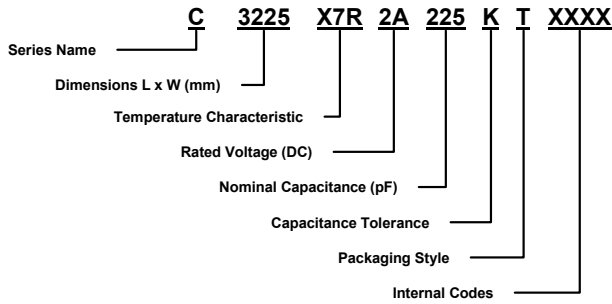 C 3225 X7R 2A 225 K T XXXX
Series Name
Dimensions L x W (mm)
Temperature Characteristic
Rated Voltage (DC)
Nominal Capacitance (pF)
Capacitance Tolerance
Packaging Style
Internal Codes